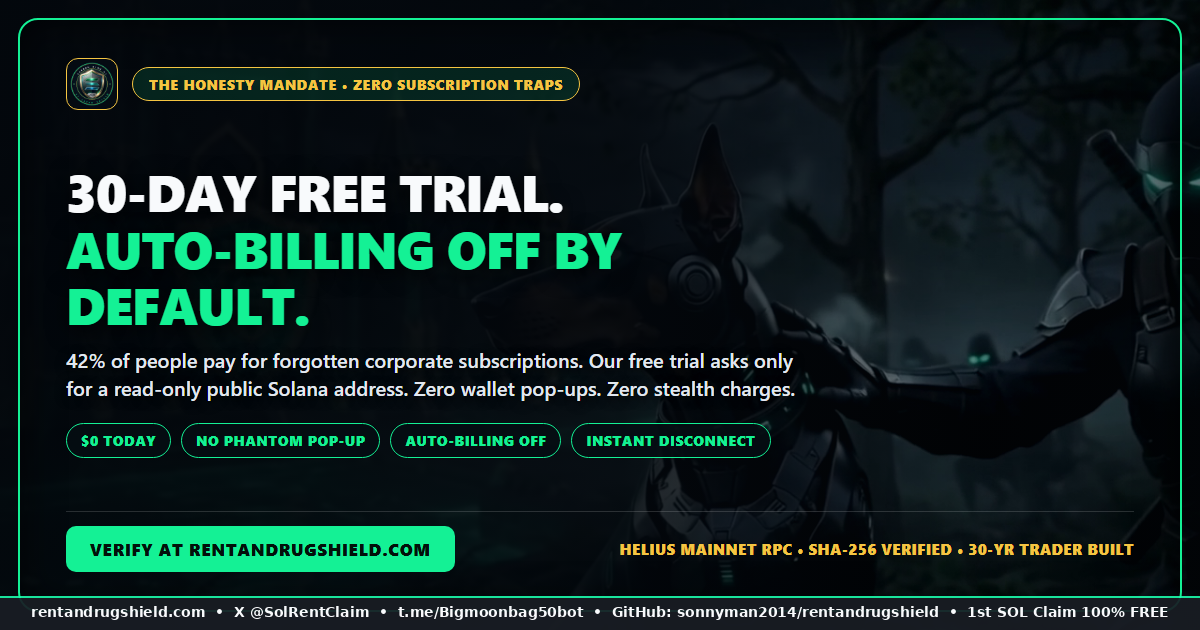 THE HONESTY MANDATE • ZERO SUBSCRIPTION TRAPS
30-DAY FREE TRIAL.
AUTO-BILLING OFF BY
DEFAULT.
42% of people pay for forgotten corporate subscriptions. Our free trial asks only
for a read-only public Solana address. Zero wallet pop-ups. Zero stealth charges.
$0 TODAY
NO PHANTOM POP-UP
AUTO-BILLING OFF
INSTANT DISCONNECT
VERIFY AT RENTANDRUGSHIELD.COM
HELIUS MAINNET RPC • SHA-256 VERIFIED • 30-YR TRADER BUILT
rentandrugshield.com • X @SolRentClaim • t.me/Bigmoonbag50bot • GitHub: sonnyman2014/rentandrugshield • 1st SOL Claim 100% FREE